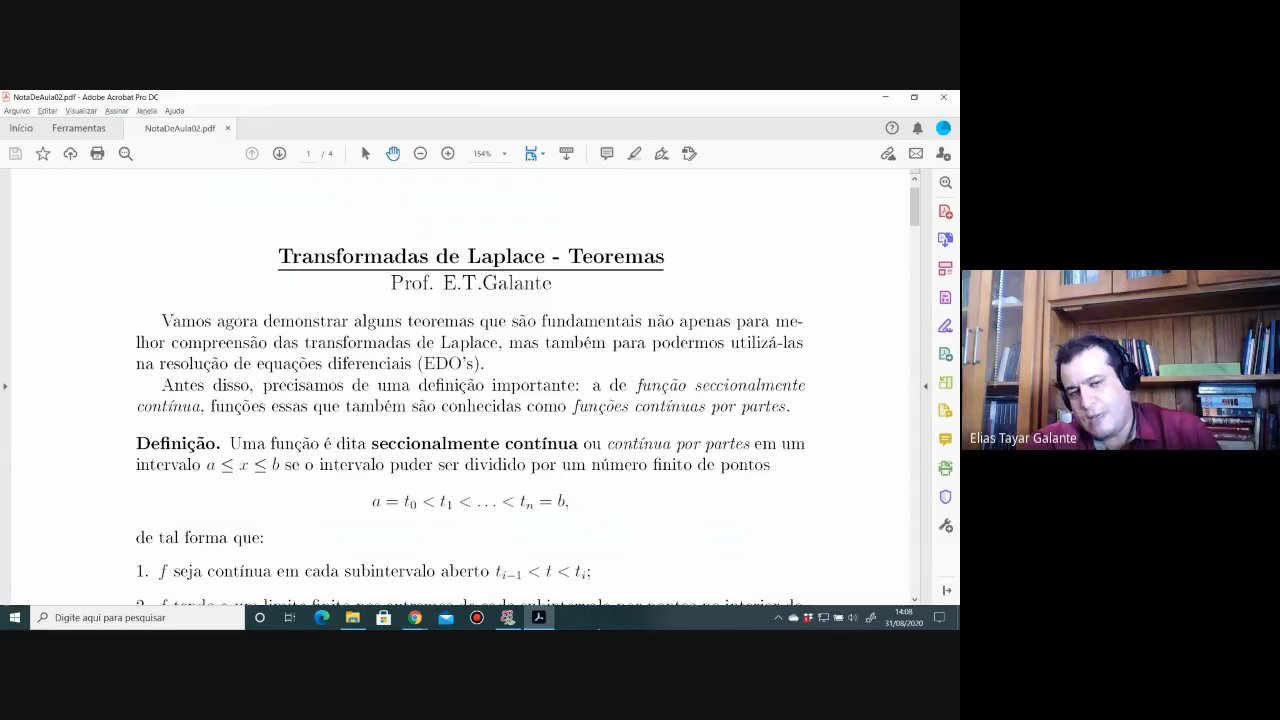 NotaDeAula02.pdf - Adobe Acrobat Pro DC
Arquivo Editar Visualizar Assinar Janela Ajuda
Início Ferramentas NotaDeAula02.pdf ×
1 / 4 154%
Transformadas de Laplace - Teoremas
Prof. E.T.Galante
Vamos agora demonstrar alguns teoremas que são fundamentais não apenas para me-
lhor compreensão das transformadas de Laplace, mas também para podermos utilizá-las
na resolução de equações diferenciais (EDO's).
Antes disso, precisamos de uma definição importante: a de função seccionalmente
contínua, funções essas que também são conhecidas como funções contínuas por partes.
Definição. Uma função é dita seccionalmente contínua ou contínua por partes em um
intervalo a ≤ x ≤ b se o intervalo puder ser dividido por um número finito de pontos
a = t₀ < t₁ < . . . < tₙ = b,
de tal forma que:
1. f seja contínua em cada subintervalo aberto tᵢ₋₁ < t < tᵢ;
Elias Tayar Galante
Digite aqui para pesquisar
14:08
31/08/2020